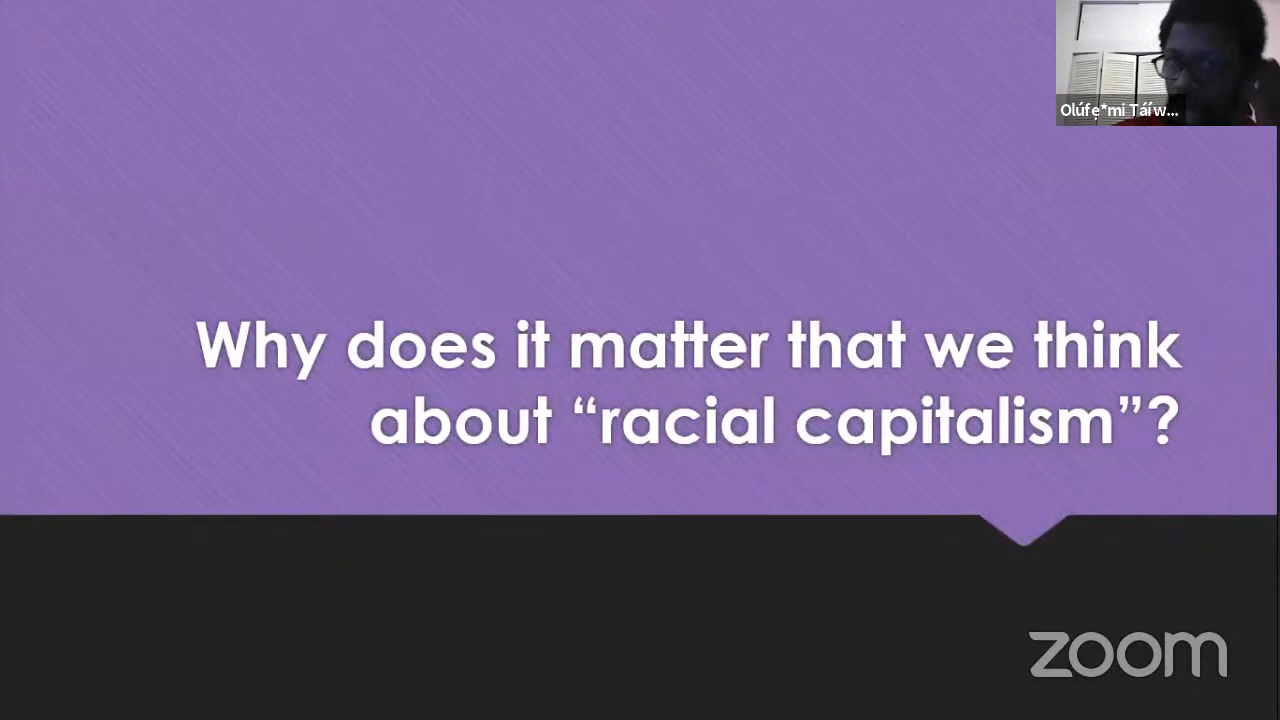 Olúfẹ*mi Táíw...
Why does it matter that we think
about “racial capitalism”?
zoom